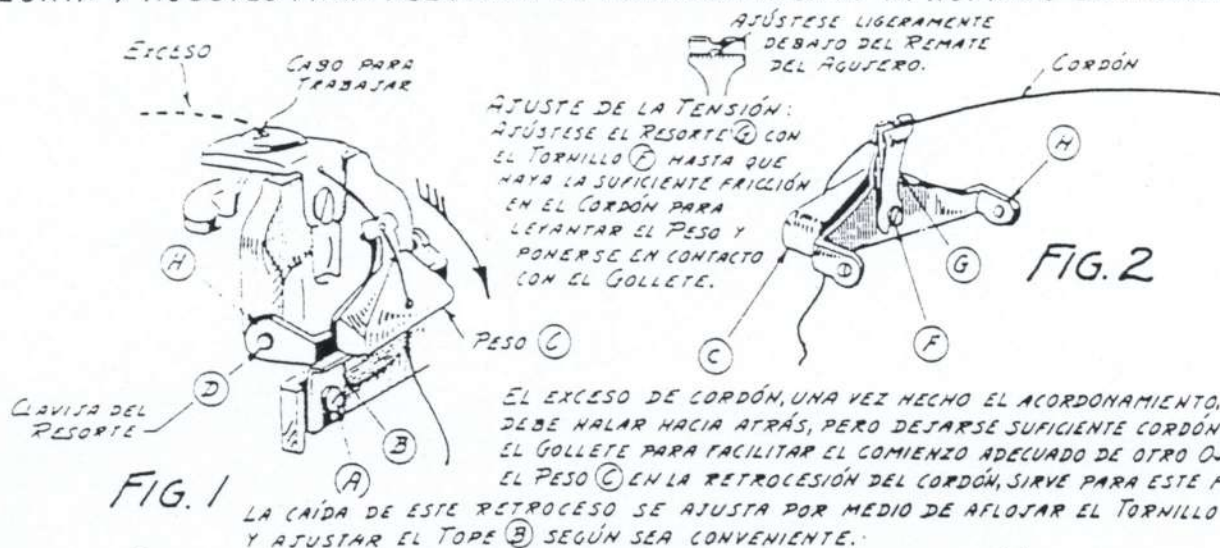 EXCESO
CABO PARA
TRABAJAR
AJÚSTESE LIGERAMENTE
DEBAJO DEL REMATE
DEL AGUJERO.
CORDÓN
AJUSTE DE LA TENSIÓN:
AJÚSTESE EL RESORTE G CON
EL TORNILLO F HASTA QUE
HAYA LA SUFICIENTE FRICCIÓN
EN EL CORDÓN PARA
LEVANTAR EL PESO Y
PONERSE EN CONTACTO
CON EL GOLLETE.
H
H
G
FIG. 2
PESO C
C
F
D
CLAVIJA DEL
RESORTE
B
A
FIG. 1
EL EXCESO DE CORDÓN, UNA VEZ HECHO EL ACORDONAMIENTO,
DEBE HALAR HACIA ATRÁS, PERO DEJARSE SUFICIENTE CORDÓN
EL GOLLETE PARA FACILITAR EL COMIENZO ADECUADO DE OTRO
EL PESO C EN LA RETROCESIÓN DEL CORDÓN, SIRVE PARA ESTE
LA CAÍDA DE ESTE RETROCESO SE AJUSTA POR MEDIO DE AFLOJAR EL TORNILLO
Y AJUSTAR EL TOPE B SEGÚN SEA CONVENIENTE.